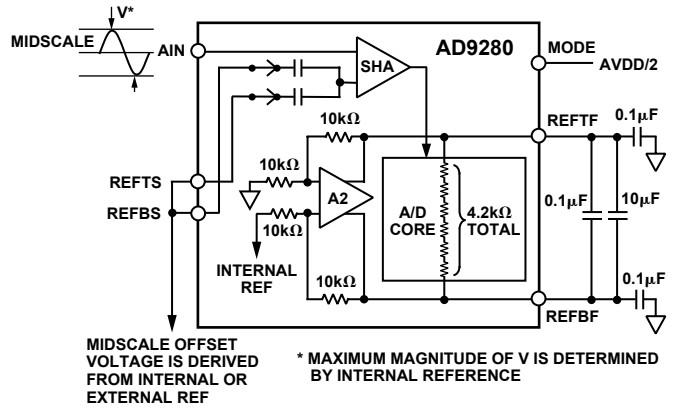 V*
MIDSCALE
AIN
SHA
AD9280
MODE
AVDD/2
10kΩ
REFTF
0.1μF
10kΩ
REFTS
REFBS
A2
10kΩ
A/D
CORE
4.2kΩ
TOTAL
0.1μF
10μF
INTERNAL
REF
10kΩ
0.1μF
REFBF
MIDSCALE OFFSET
VOLTAGE IS DERIVED
FROM INTERNAL OR
EXTERNAL REF
* MAXIMUM MAGNITUDE OF V IS DETERMINED
BY INTERNAL REFERENCE